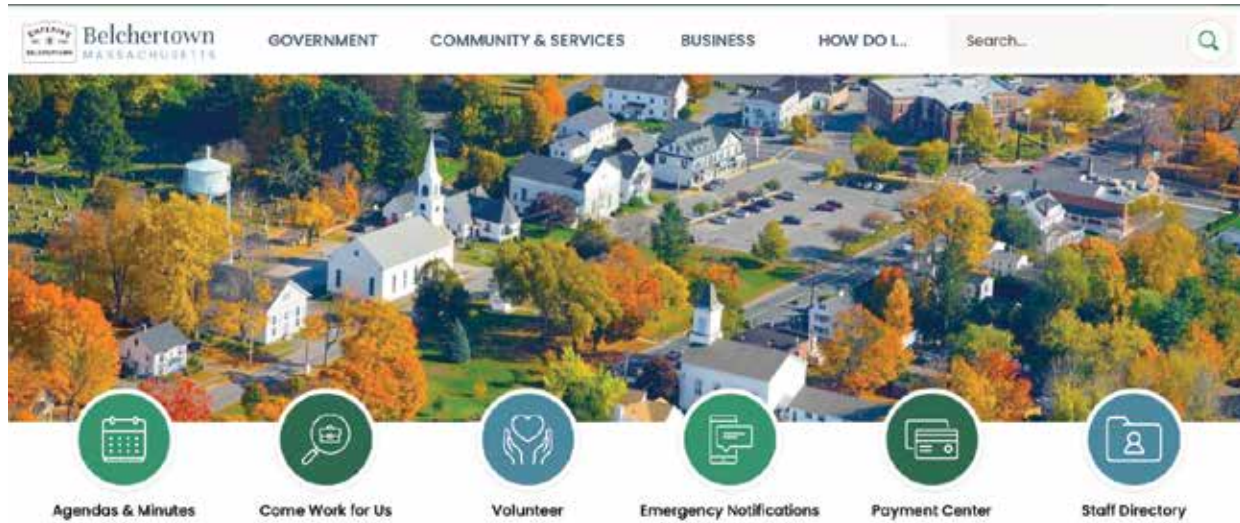 Belchertown
MASSACHUSETTS
GOVERNMENT
COMMUNITY & SERVICES
BUSINESS
HOW DO I...
Search...
Agendas & Minutes
Come Work for Us
Volunteer
Emergency Notifications
Payment Center
Staff Directory